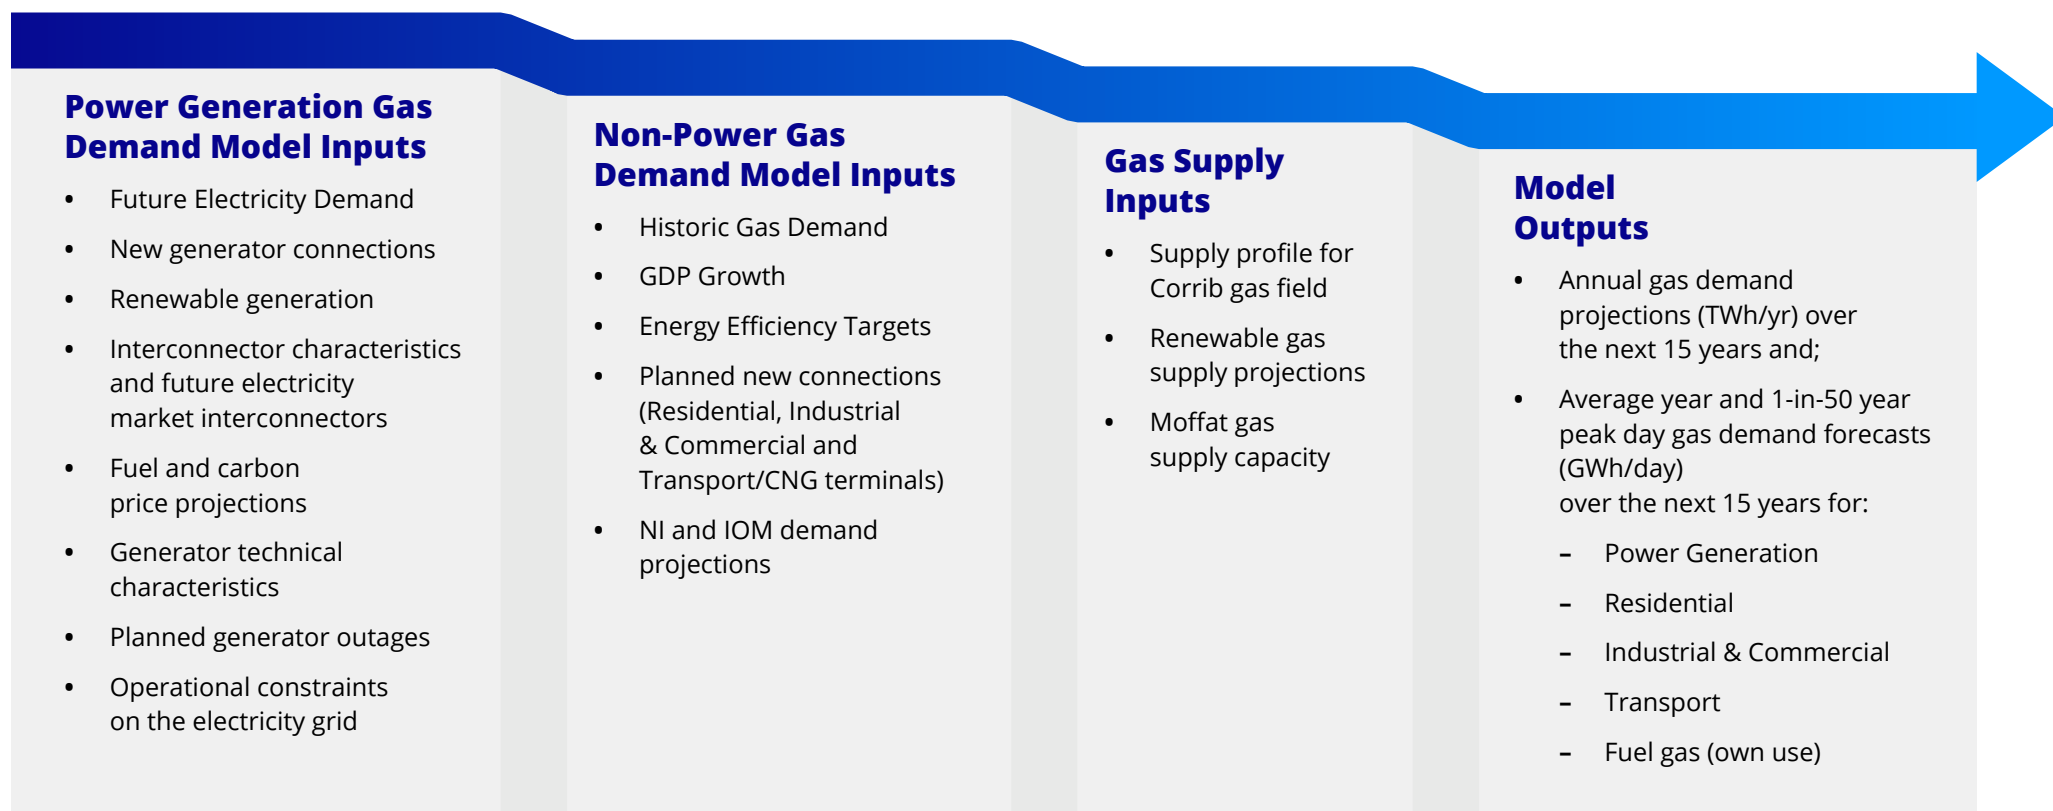 Power Generation Gas
Demand Model Inputs
• Future Electricity Demand
• New generator connections
• Renewable generation
• Interconnector characteristics
and future electricity
market interconnectors
• Fuel and carbon
price projections
• Generator technical
characteristics
• Planned generator outages
• Operational constraints
on the electricity grid
Non-Power Gas
Demand Model Inputs
• Historic Gas Demand
• GDP Growth
• Energy Efficiency Targets
• Planned new connections
(Residential, Industrial
& Commercial and
Transport/CNG terminals)
• NI and IOM demand
projections
Gas Supply
Inputs
• Supply profile for
Corrib gas field
• Renewable gas
supply projections
• Moffat gas
supply capacity
Model
Outputs
• Annual gas demand
projections (TWh/yr) over
the next 15 years and;
• Average year and 1-in-50 year
peak day gas demand forecasts
(GWh/day)
over the next 15 years for:
– Power Generation
– Residential
– Industrial & Commercial
– Transport
– Fuel gas (own use)